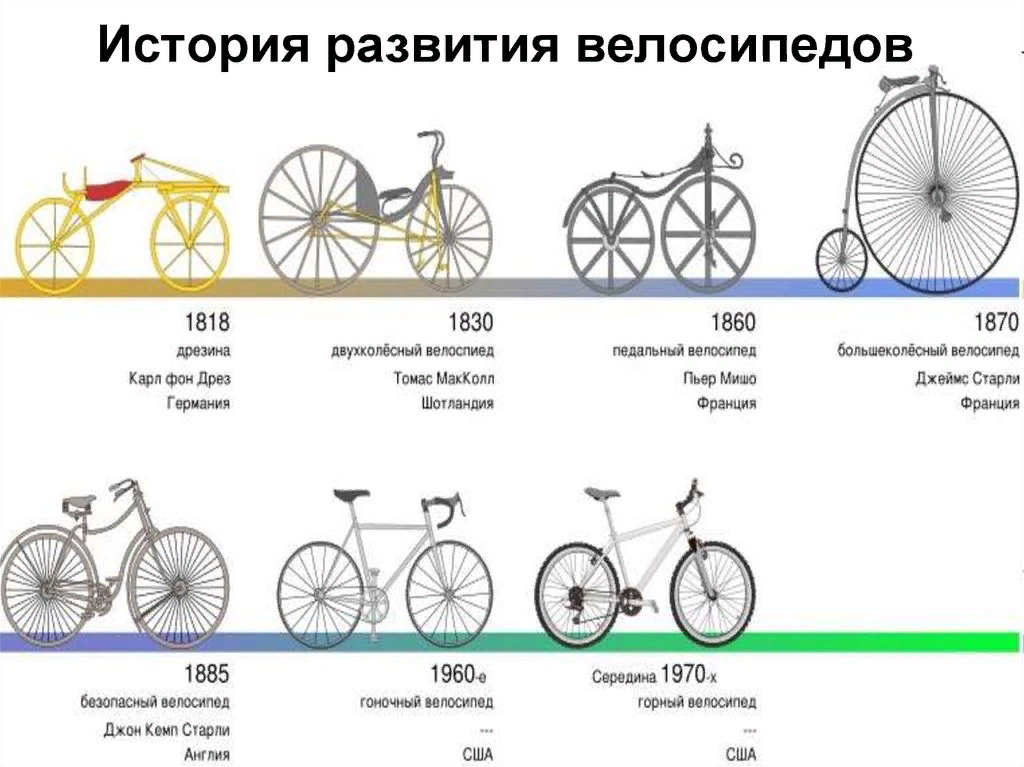 История развития велосипедов
1818
дрезина
Карл фон Дрез
Германия
1830
двухколёсный велоспиед
Томас МакКолл
Шотландия
1860
педальный велосипед
Пьер Мишо
Франция
1870
большеколёсный велосипед
Джеймс Старли
Франция
1885
безопасный велосипед
Джон Кемп Старли
Англия
1960-е
гоночный велосипед
---
США
Середина 1970-х
горный велосипед
---
США